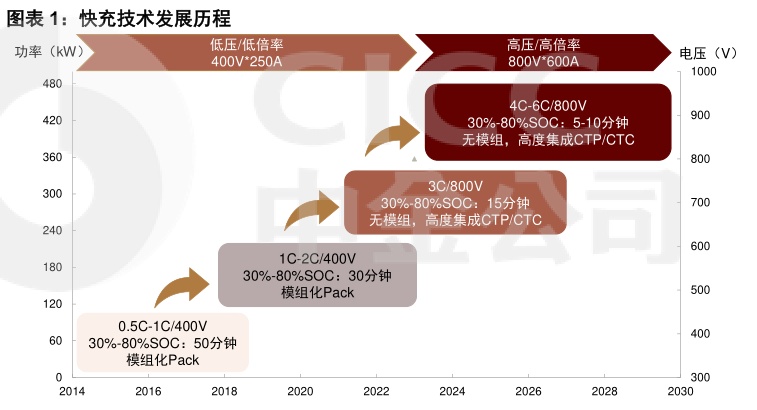 图表 1：快充技术发展历程
功率（kW）
低压/低倍率
400V*250A
高压/高倍率
800V*600A
电压（V）
480
420
360
300
240
180
120
60
0
1000
900
800
700
600
500
400
300
4C-6C/800V
30%-80%SOC：5-10分钟
无模组，高度集成CTP/CTC
3C/800V
30%-80%SOC：15分钟
无模组，高度集成CTP/CTC
1C-2C/400V
30%-80%SOC：30分钟
模组化Pack
0.5C-1C/400V
30%-80%SOC：50分钟
模组化Pack
2014
2016
2018
2020
2022
2024
2026
2028
2030
CICC
中金公司